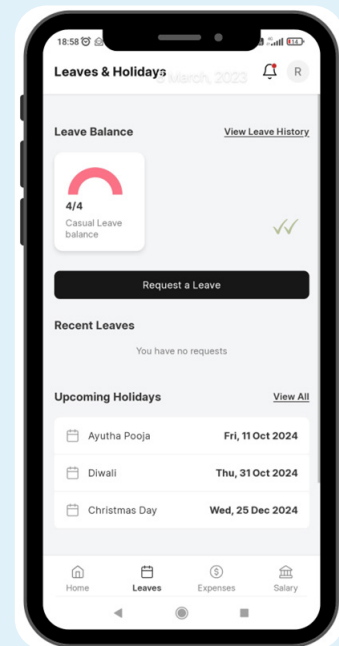 18:58
Leaves & Holidays
March, 2023
R
Leave Balance
View Leave History
4/4
Casual Leave
balance
Request a Leave
Recent Leaves
You have no requests
Upcoming Holidays
View All
Ayutha Pooja
Fri, 11 Oct 2024
Diwali
Thu, 31 Oct 2024
Christmas Day
Wed, 25 Dec 2024
Home
Leaves
Expenses
Salary